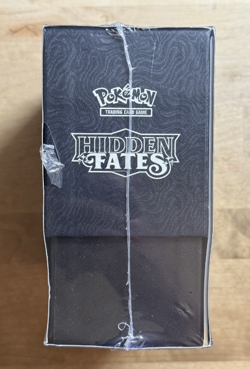 POKéMON
TRADING CARD GAME
HIDDEN
FATES